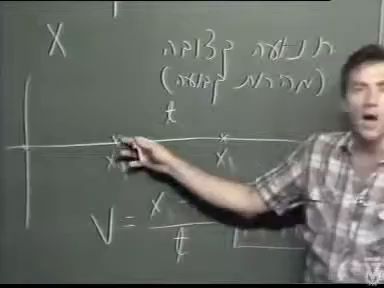 X
תנועה קצובה
(מהירות קבועה)
t
X₁
V = X -
t